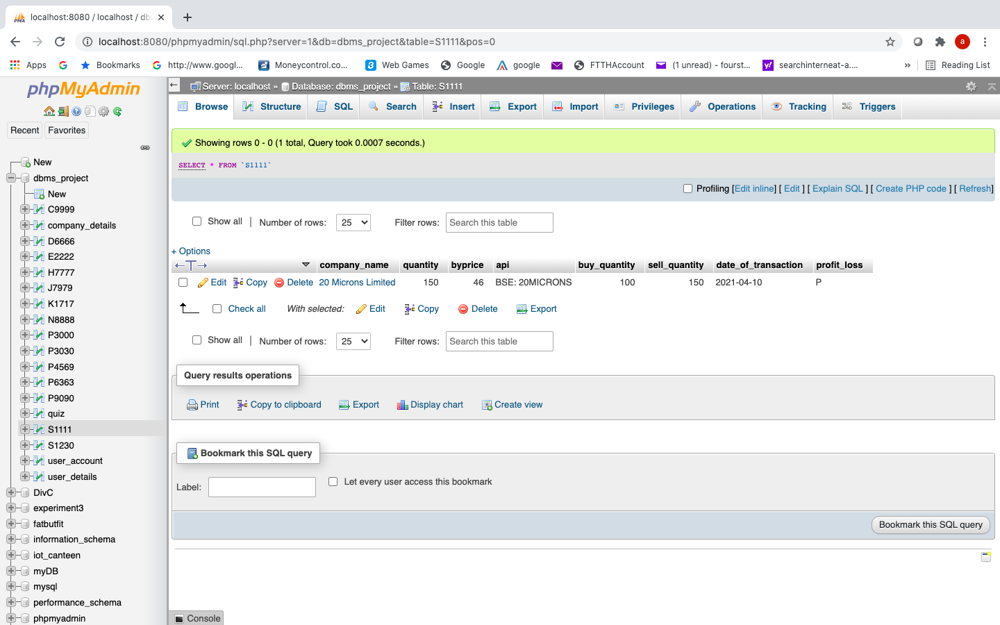 localhost:8080 / localhost / db
localhost:8080/phpmyadmin/sql.php?server=1&db=dbms_project&table=S1111&pos=0
a
Apps
Bookmarks
http://www.googl...
Moneycontrol.co...
Web Games
Google
google
FTTHAccount
(1 unread) - fourst...
searchinterneat-a....
»
Reading List
phpMyAdmin
Recent
Favorites
New
dbms_project
New
C9999
company_details
D6666
E2222
H7777
J7979
K1717
N8888
P3000
P3030
P4569
P6363
P9090
quiz
S1111
S1230
user_account
user_details
DivC
experiment3
fatbutfit
information_schema
iot_canteen
myDB
mysql
performance_schema
phpmyadmin
Server: localhost » Database: dbms_project » Table: S1111
Browse Structure SQL Search Insert Export Import Privileges Operations Tracking Triggers
Showing rows 0 - 0 (1 total, Query took 0.0007 seconds.)
SELECT * FROM `S1111`
Profiling [Edit inline] [ Edit ] [ Explain SQL ] [ Create PHP code ] [ Refresh]
Show all | Number of rows: 25 Filter rows: Search this table
+ Options
company_name quantity byprice api buy_quantity sell_quantity date_of_transaction profit_loss
Edit Copy Delete 20 Microns Limited 150 46 BSE: 20MICRONS 100 150 2021-04-10 P
Check all With selected: Edit Copy Delete Export
Show all | Number of rows: 25 Filter rows: Search this table
Query results operations
Print Copy to clipboard Export Display chart Create view
Bookmark this SQL query
Label: Let every user access this bookmark
Bookmark this SQL query
Console